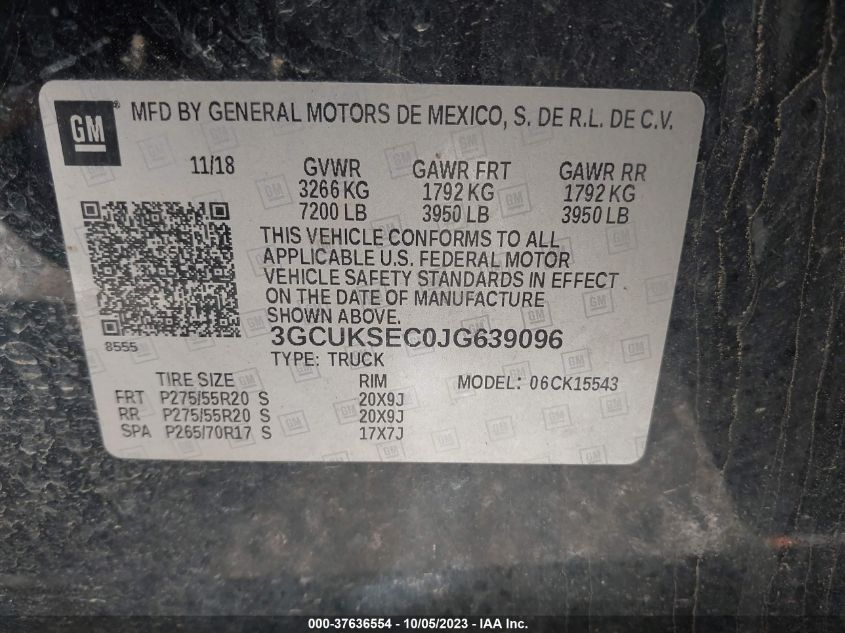 GM® MFD BY GENERAL MOTORS DE MEXICO, S. DE R.L. DE C.V.
11/18 GVWR GAWR FRT GAWR RR
3266 KG 1792 KG 1792 KG
7200 LB 3950 LB 3950 LB
THIS VEHICLE CONFORMS TO ALL
APPLICABLE U.S. FEDERAL MOTOR
VEHICLE SAFETY STANDARDS IN EFFECT
ON THE DATE OF MANUFACTURE
SHOWN ABOVE.
8555
3GCUKSEC0JG639096
TYPE: TRUCK
TIRE SIZE RIM MODEL: 06CK15543
FRT P275/55R20 S 20X9J
RR P275/55R20 S 20X9J
SPA P265/70R17 S 17X7J
000-37636554 - 10/05/2023 - IAA Inc.